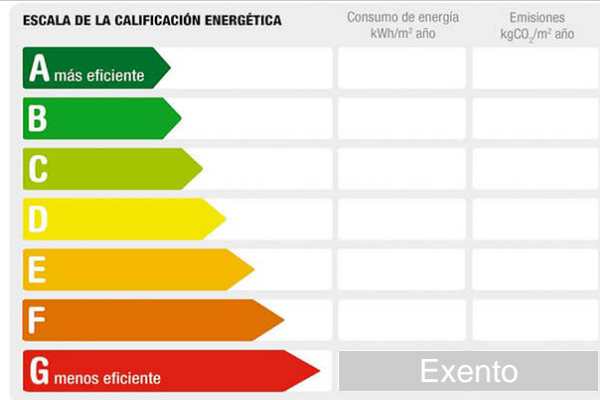 ESCALA DE LA CALIFICACIÓN ENERGÉTICA
Consumo de energía
kWh/m² año
Emisiones
kgCO₂/m² año
A más eficiente
B
C
D
E
F
G menos eficiente
Exento